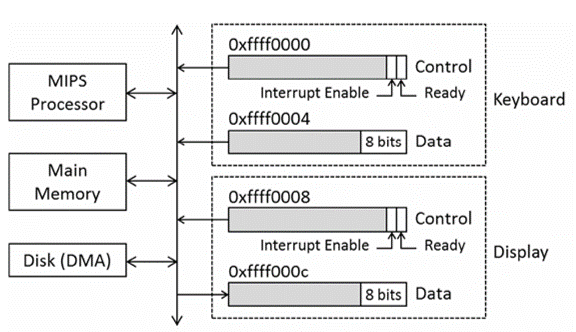 MIPS
Processor
Main
Memory
Disk (DMA)
0xffff0000
Control
Interrupt Enable
Ready
0xffff0004
8 bits
Data
Keyboard
0xffff0008
Control
Interrupt Enable
Ready
0xffff000c
8 bits
Data
Display